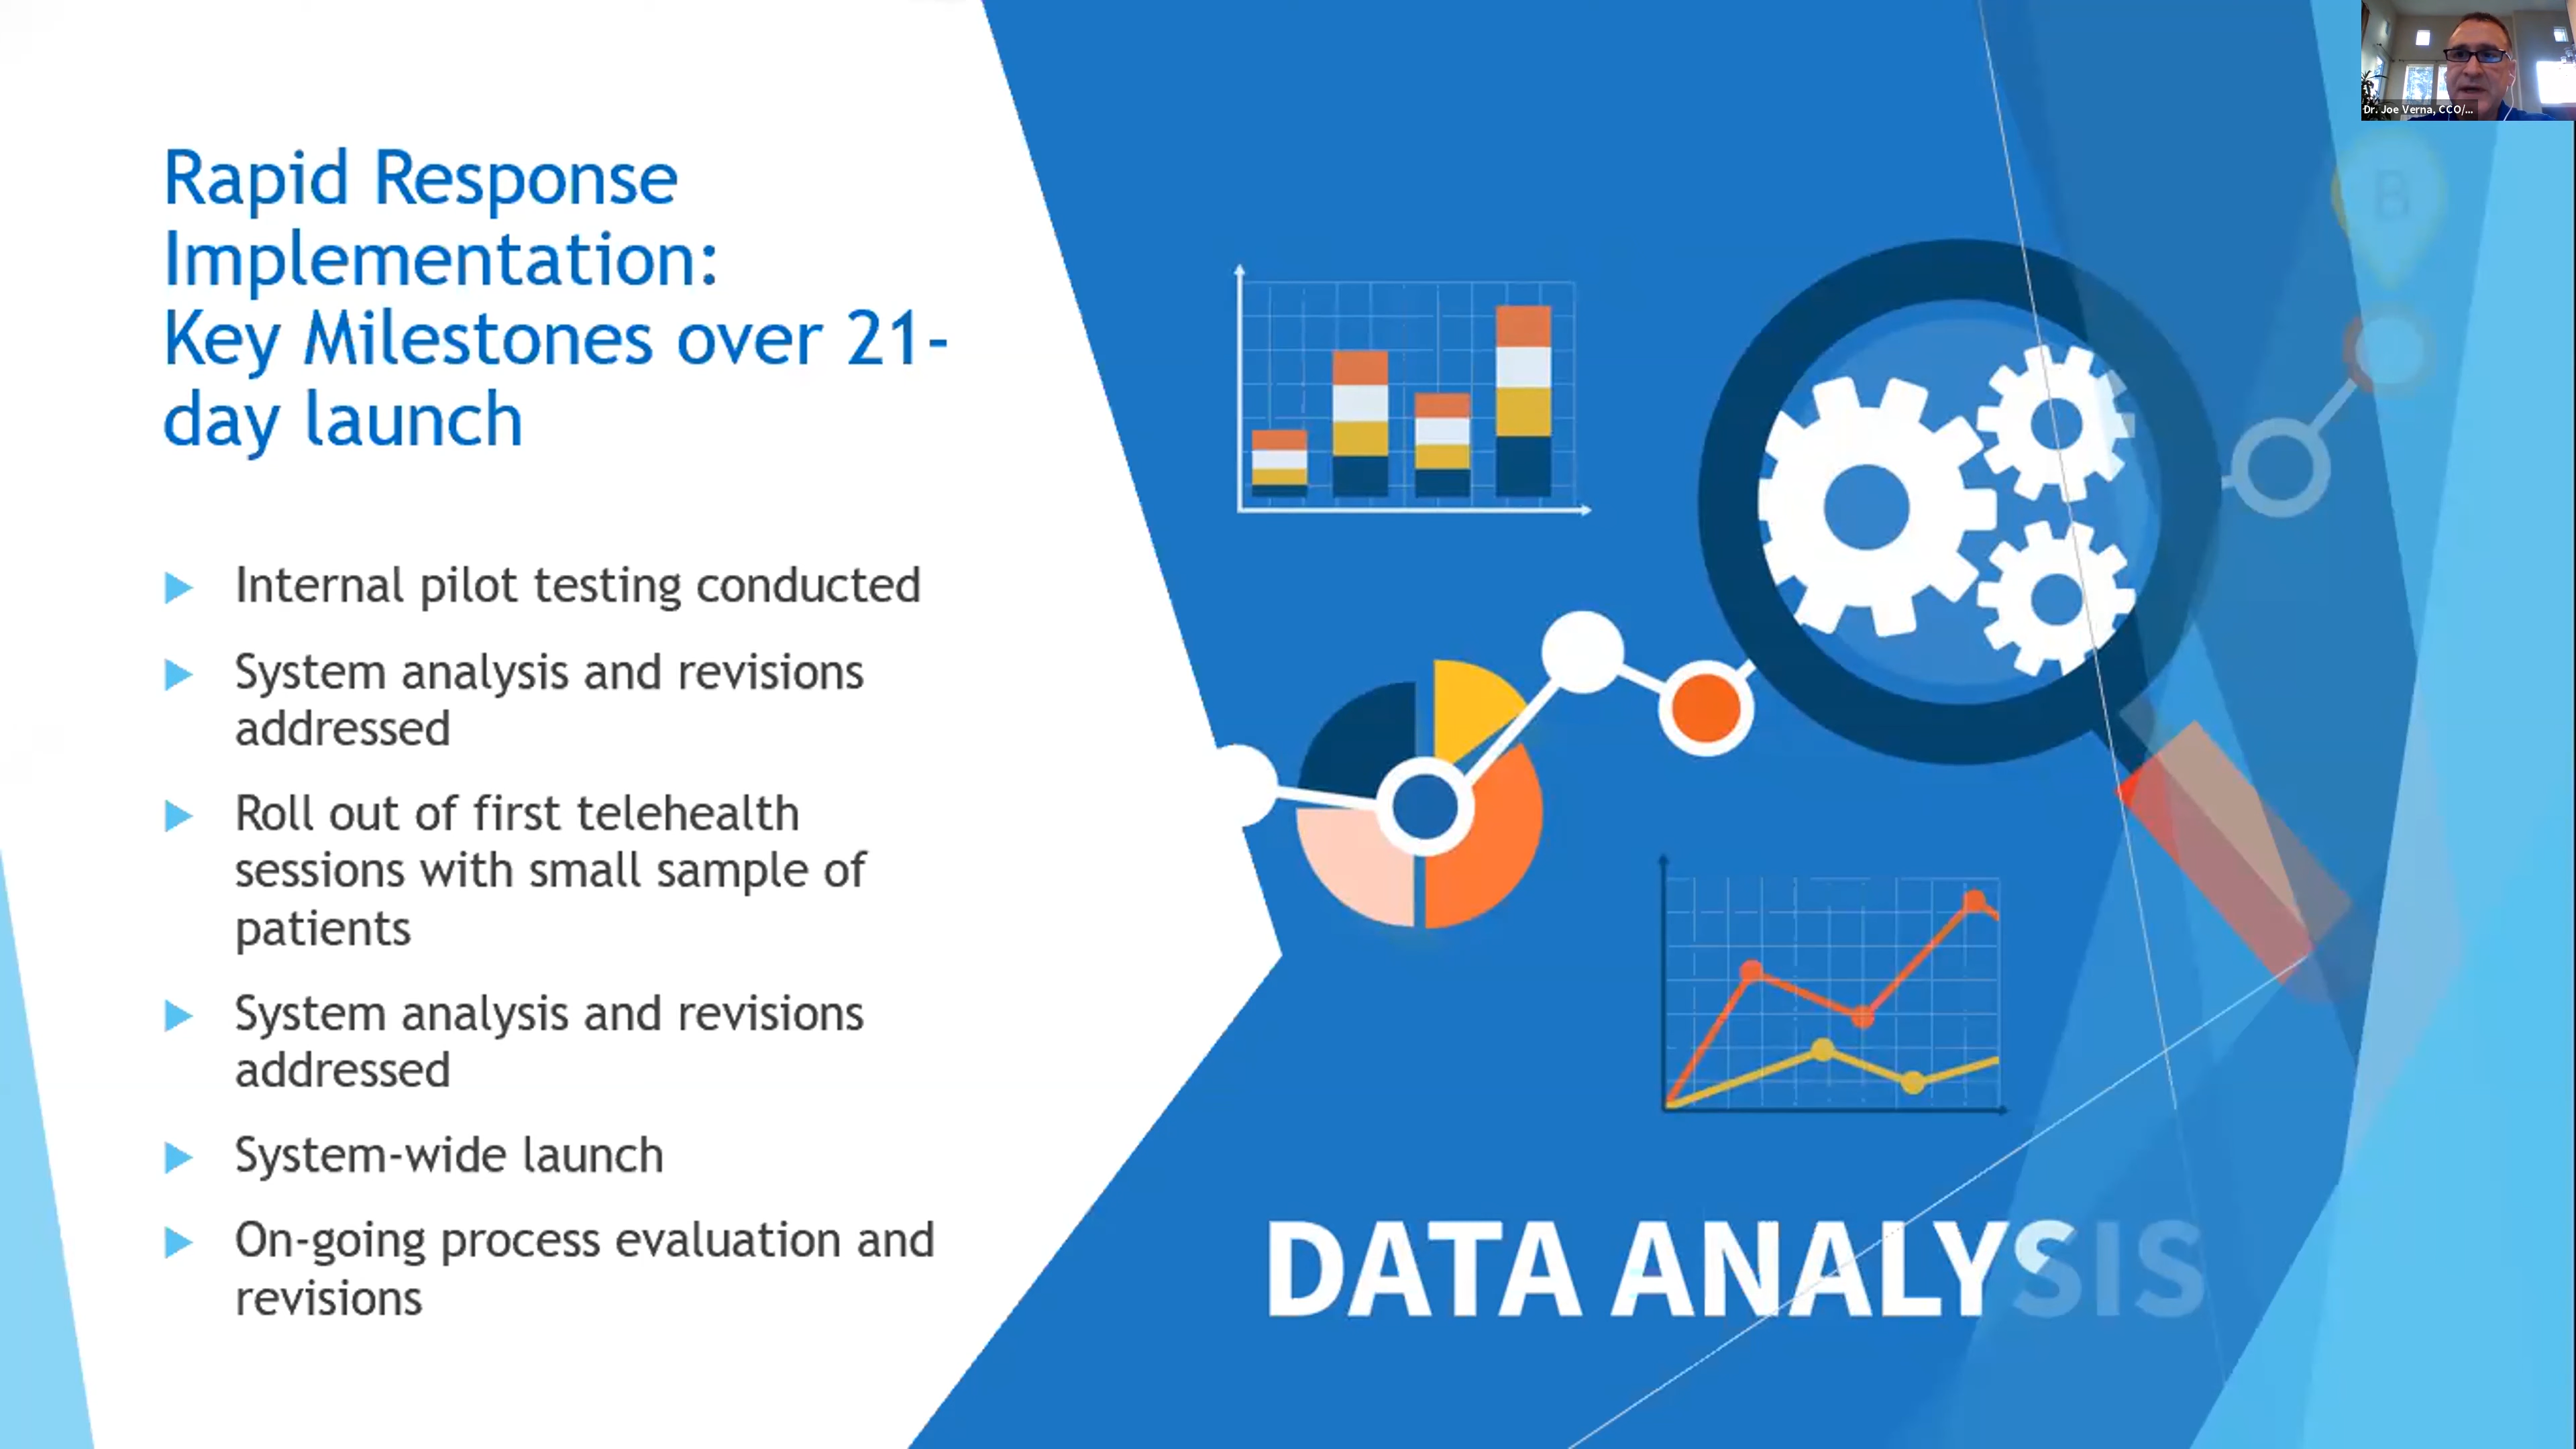 Rapid Response
Implementation:
Key Milestones over 21-
day launch
Internal pilot testing conducted
System analysis and revisions
addressed
Roll out of first telehealth
sessions with small sample of
patients
System analysis and revisions
addressed
System-wide launch
On-going process evaluation and
revisions
B
DATA ANALYSIS
Dr. Joe Verna, CCO/...